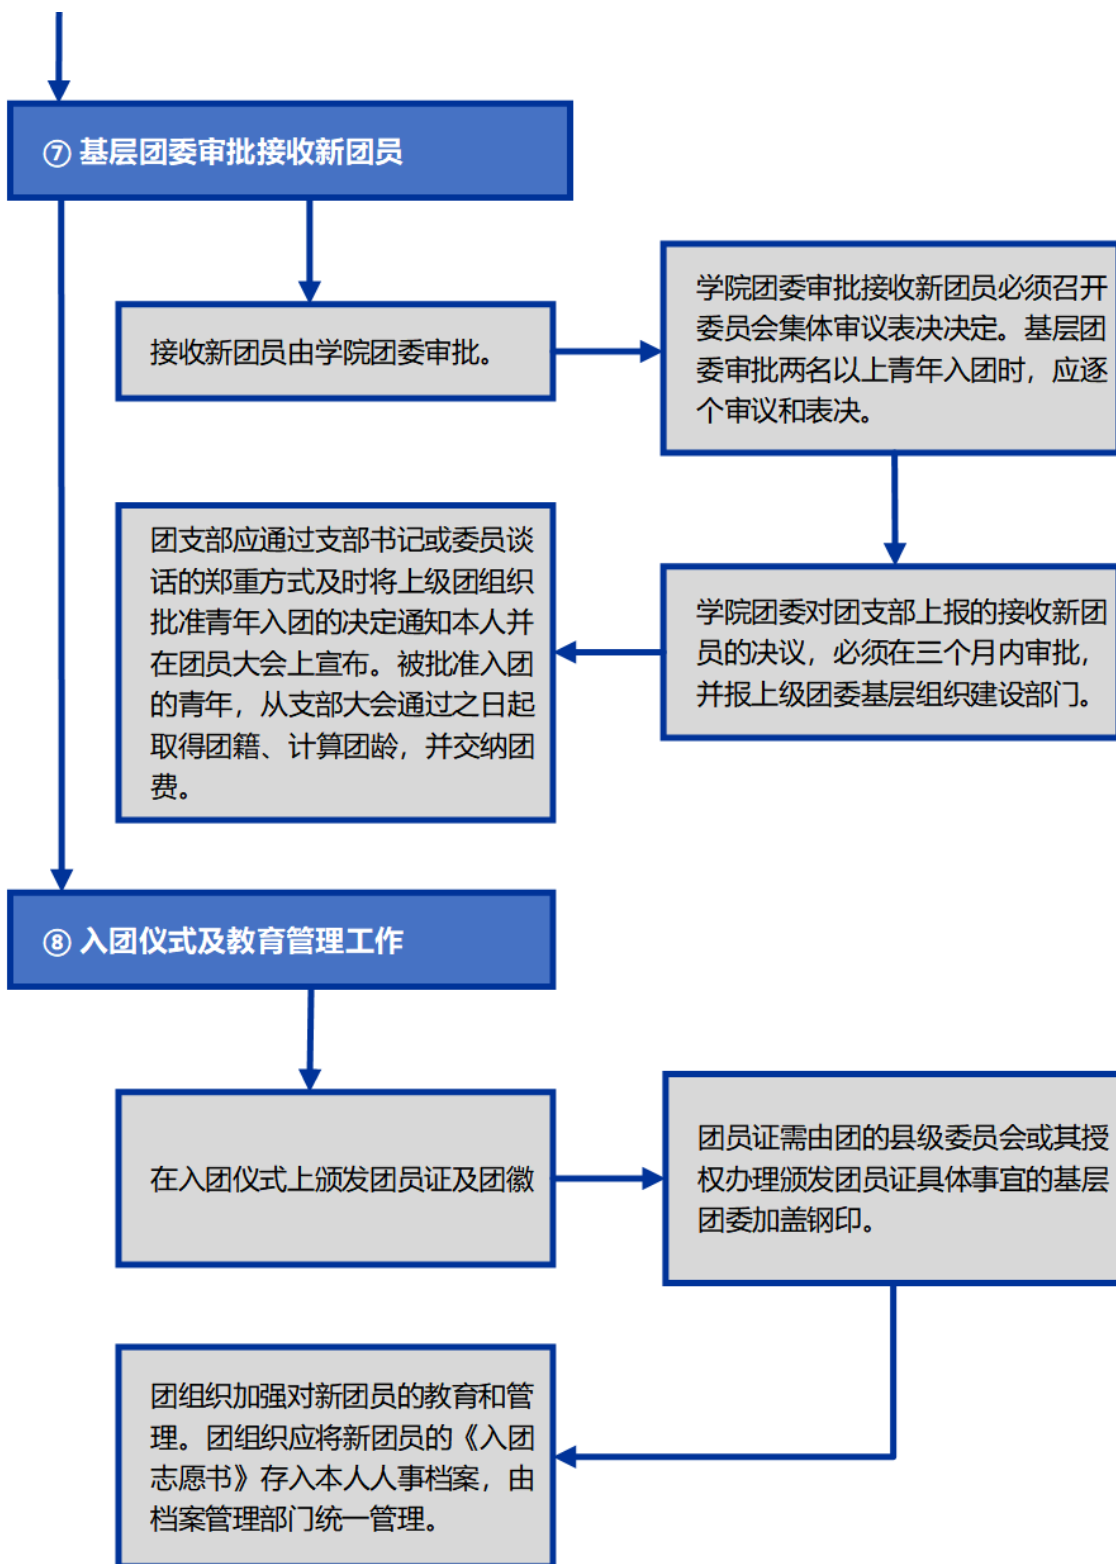 ⑦ 基层团委审批接收新团员
接收新团员由学院团委审批。
学院团委审批接收新团员必须召开
委员会集体审议表决决定。基层团
委审批两名以上青年入团时，应逐
个审议和表决。
学院团委对团支部上报的接收新团
员的决议，必须在三个月内审批，
并报上级团委基层组织建设部门。
团支部应通过支部书记或委员谈
话的郑重方式及时将上级团组织
批准青年入团的决定通知本人并
在团员大会上宣布。被批准入团
的青年，从支部大会通过之日起
取得团籍、计算团龄，并交纳团
费。
⑧ 入团仪式及教育管理工作
在入团仪式上颁发团员证及团徽
团员证需由团的县级委员会或其授
权办理颁发团员证具体事宜的基层
团委加盖钢印。
团组织加强对新团员的教育和管
理。团组织应将新团员的《入团
志愿书》存入本人人事档案，由
档案管理部门统一管理。